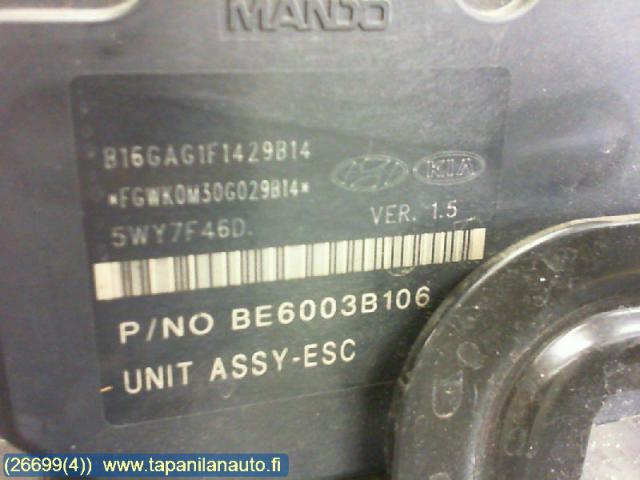 MANDO
B16GAG1F1429B14
KIA
*FGWK0M30G029B14*
5WY7F46D. VER. 1.5
P/NO BE6003B106
UNIT ASSY-ESC
(26699(4)) www.tapanilanauto.fi